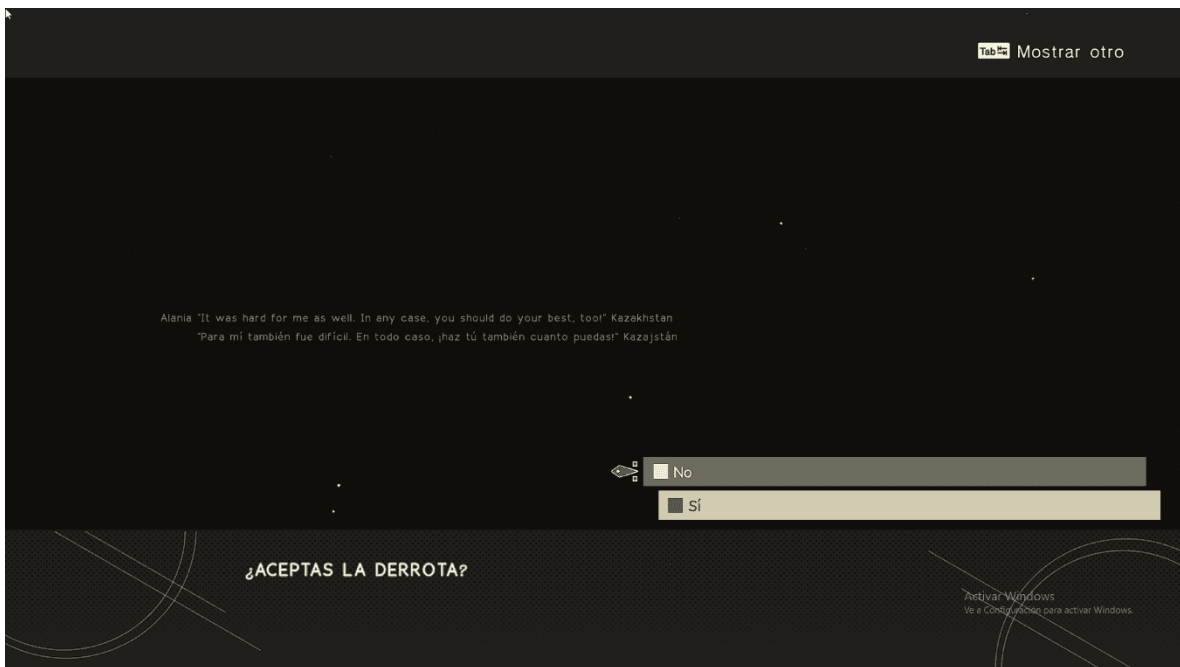 Tab Mostrar otro
Alania "It was hard for me as well. In any case, you should do your best, too!" Kazakhstan
"Para mí también fue difícil. En todo caso, ¡haz tú también cuanto puedas!" Kazajstán
No
Sí
¿ACEPTAS LA DERROTA?
Activar Windows
Ve a Configuración para activar Windows.